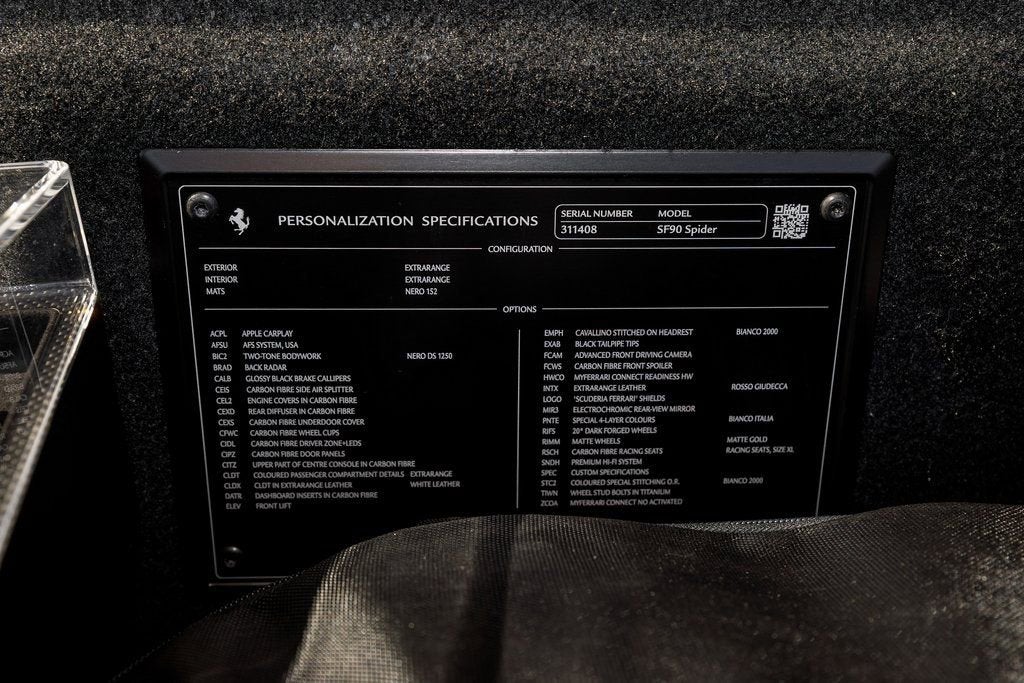 PERSONALIZATION SPECIFICATIONS
SERIAL NUMBER MODEL
311408 SF90 Spider
CONFIGURATION
EXTERIOR EXTRARANGE
INTERIOR EXTRARANGE
MATS NERO 152
OPTIONS
ACPL APPLE CARPLAY
AFSU AFS SYSTEM, USA
BIC2 TWO-TONE BODYWORK NERO DS 1250
BRAD BACK RADAR
CALB GLOSSY BLACK BRAKE CALLIPERS
CEIS CARBON FIBRE SIDE AIR SPLITTER
CEL2 ENGINE COVERS IN CARBON FIBRE
CEXD REAR DIFFUSER IN CARBON FIBRE
CEXS CARBON FIBRE UNDERDOOR COVER
CFWC CARBON FIBRE WHEEL CUPS
CIDL CARBON FIBRE DRIVER ZONE+LEDS
CIPZ CARBON FIBRE DOOR PANELS
CITZ UPPER PART OF CENTRE CONSOLE IN CARBON FIBRE
CLDT COLOURED PASSENGER COMPARTMENT DETAILS EXTRARANGE
CLDX CLDT IN EXTRARANGE LEATHER WHITE LEATHER
DATR DASHBOARD INSERTS IN CARBON FIBRE
ELEV FRONT LIFT
EMPH CAVALLINO STITCHED ON HEADREST BIANCO 2000
EXAB BLACK TAILPIPE TIPS
FCAM ADVANCED FRONT DRIVING CAMERA
FCWS CARBON FIBRE FRONT SPOILER
HWCO MYFERRARI CONNECT READINESS HW
INTX EXTRARANGE LEATHER ROSSO GIUDECCA
LOGO 'SCUDERIA FERRARI' SHIELDS
MIR3 ELECTROCHROMIC REAR-VIEW MIRROR
PNTE SPECIAL 4-LAYER COLOURS BIANCO ITALIA
RJFS 20" DARK FORGED WHEELS
RIMM MATTE WHEELS MATTE GOLD
RSCH CARBON FIBRE RACING SEATS RACING SEATS, SIZE XL
SNDH PREMIUM HI-FI SYSTEM
SPEC CUSTOM SPECIFICATIONS
STC2 COLOURED SPECIAL STITCHING O.R. BIANCO 2000
TIWN WHEEL STUD BOLTS IN TITANIUM
ZCOA MYFERRARI CONNECT NO ACTIVATED